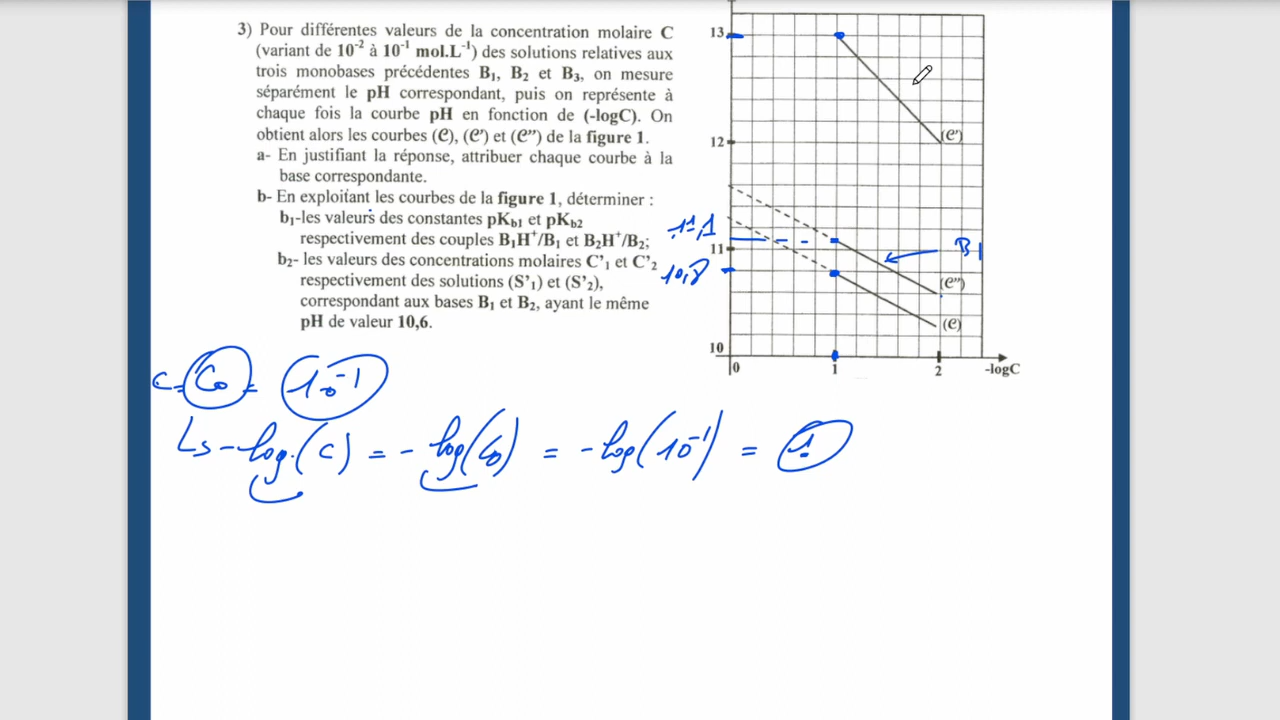 3) Pour différentes valeurs de la concentration molaire C
(variant de 10⁻² à 10⁻¹ mol.L⁻¹) des solutions relatives aux
trois monobases précédentes B₁, B₂ et B₃, on mesure
séparément le pH correspondant, puis on représente à
chaque fois la courbe pH en fonction de (-logC). On
obtient alors les courbes (C), (C') et (C'') de la figure 1.
a- En justifiant la réponse, attribuer chaque courbe à la
base correspondante.
b- En exploitant les courbes de la figure 1, déterminer :
b₁-les valeurs des constantes pKb1 et pKb2
respectivement des couples B₁H⁺/B₁ et B₂H⁺/B₂;
b₂- les valeurs des concentrations molaires C'₁ et C'₂
respectivement des solutions (S'₁) et (S'₂),
correspondant aux bases B₁ et B₂, ayant le même
pH de valeur 10,6.
13
12
11,1
11
10,8
10
0
1
2
-logC
(C')
B1
(C'')
(C)
C = C₀ = 10⁻¹
↳ -log(C) = -log(C₀) = -log(10⁻¹) = 1